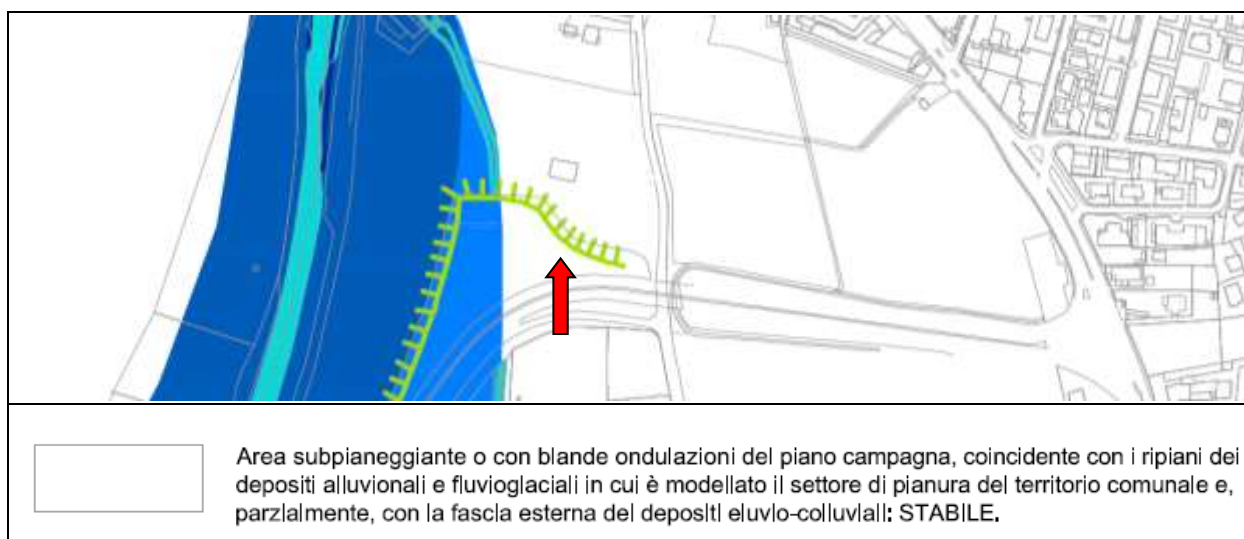 Area subpianeggiante o con blande ondulazioni del piano campagna, coincidente con i ripiani dei
depositi alluvionali e fluvioglaciali in cui è modellato il settore di pianura del territorio comunale e,
parzialmente, con la fascia esterna dei depositi eluvio-colluviali: STABILE.